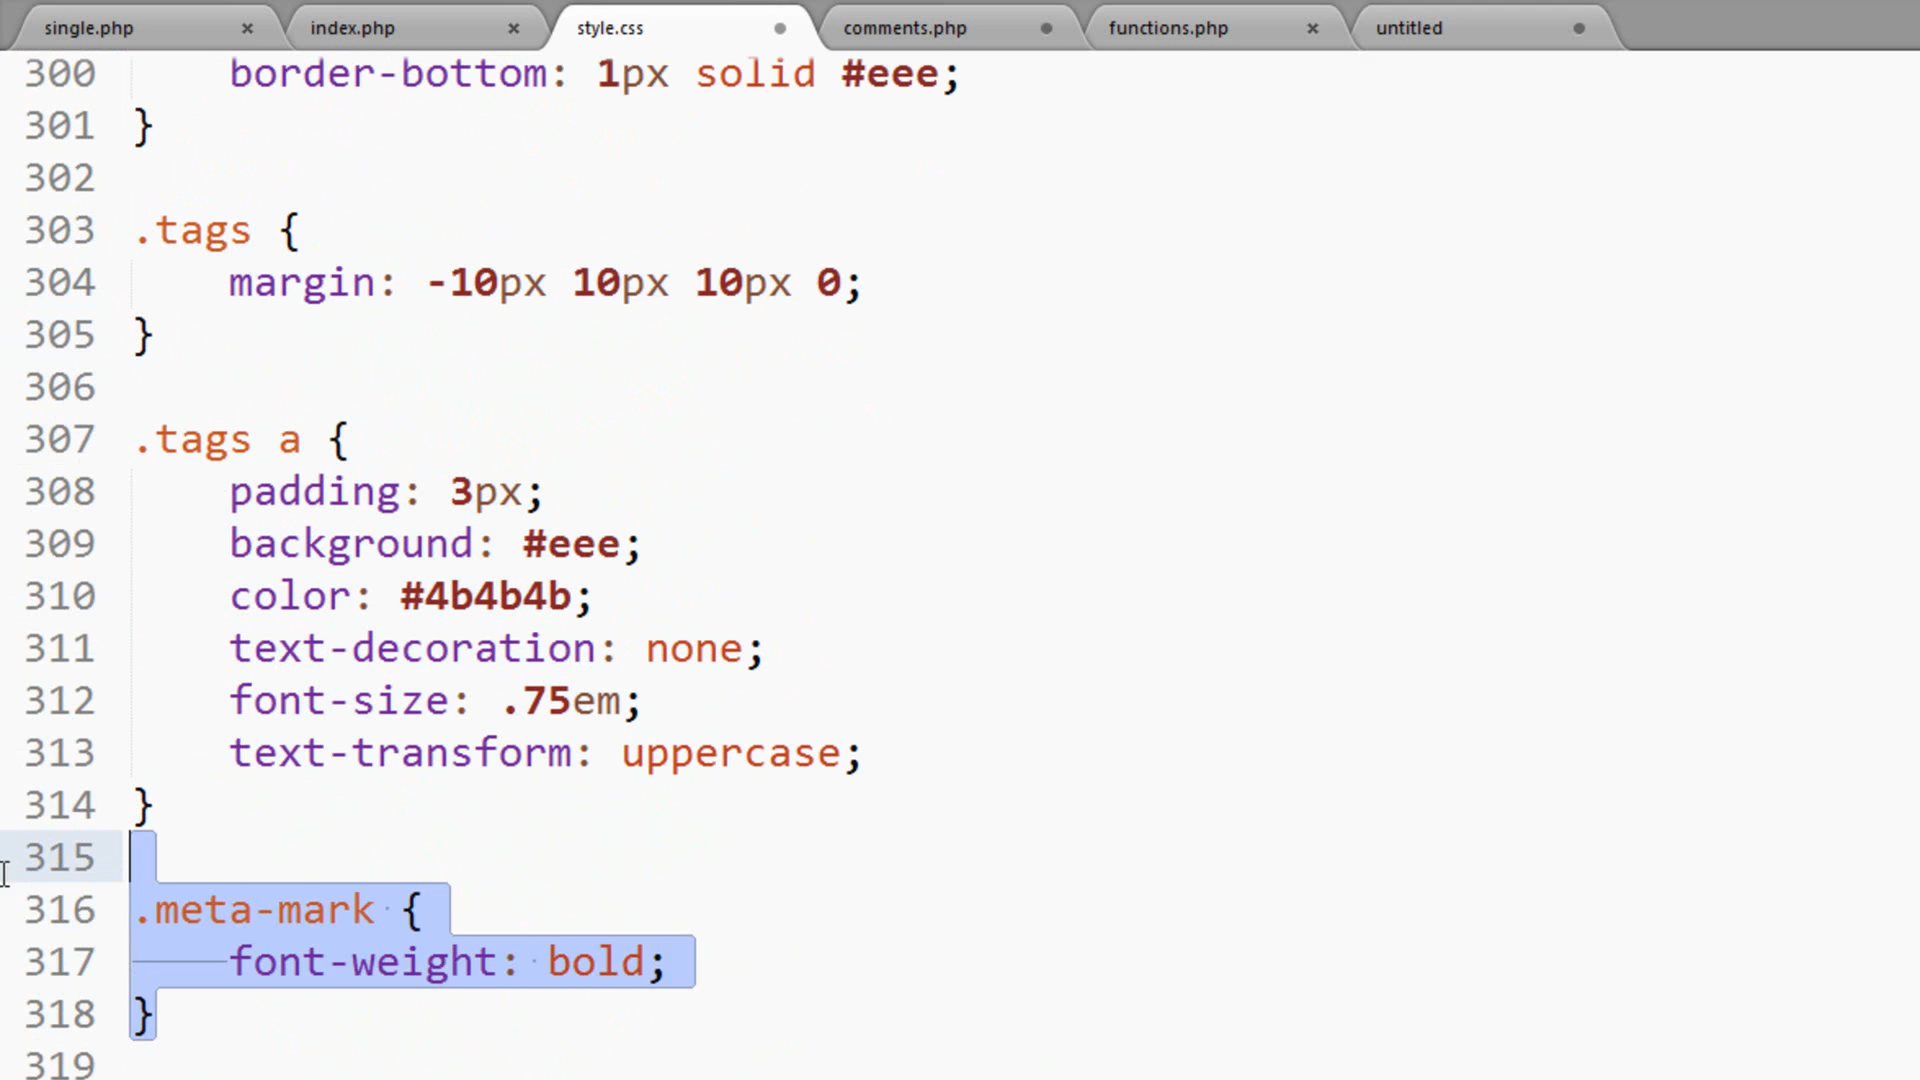 single.php × index.php × style.css comments.php functions.php × untitled
300 border-bottom: 1px solid #eee;
301 }
302
303 .tags {
304 margin: -10px 10px 10px 0;
305 }
306
307 .tags a {
308 padding: 3px;
309 background: #eee;
310 color: #4b4b4b;
311 text-decoration: none;
312 font-size: .75em;
313 text-transform: uppercase;
314 }
315
316 .meta-mark {
317 font-weight: bold;
318 }
319